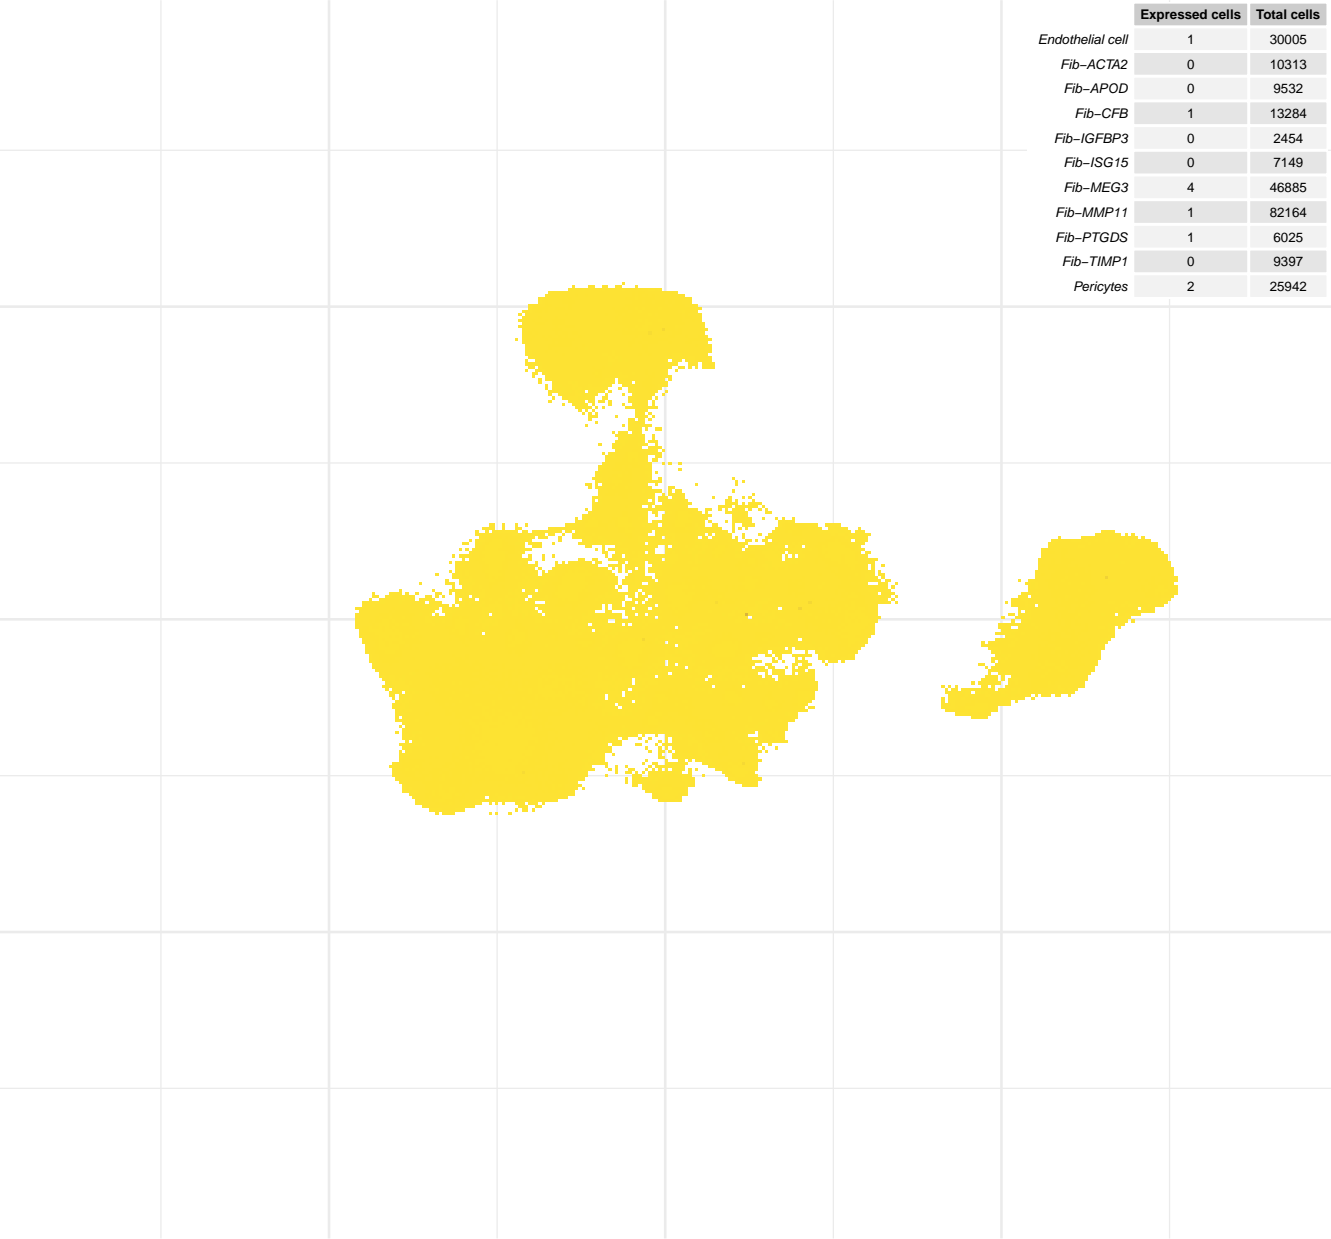 Expressed cells Total cells
Endothelial cell 1 30005
Fib−ACTA2 0 10313
Fib−APOD 0 9532
Fib−CFB 1 13284
Fib−IGFBP3 0 2454
Fib−ISG15 0 7149
Fib−MEG3 4 46885
Fib−MMP11 1 82164
Fib−PTGDS 1 6025
Fib−TIMP1 0 9397
Pericytes 2 25942